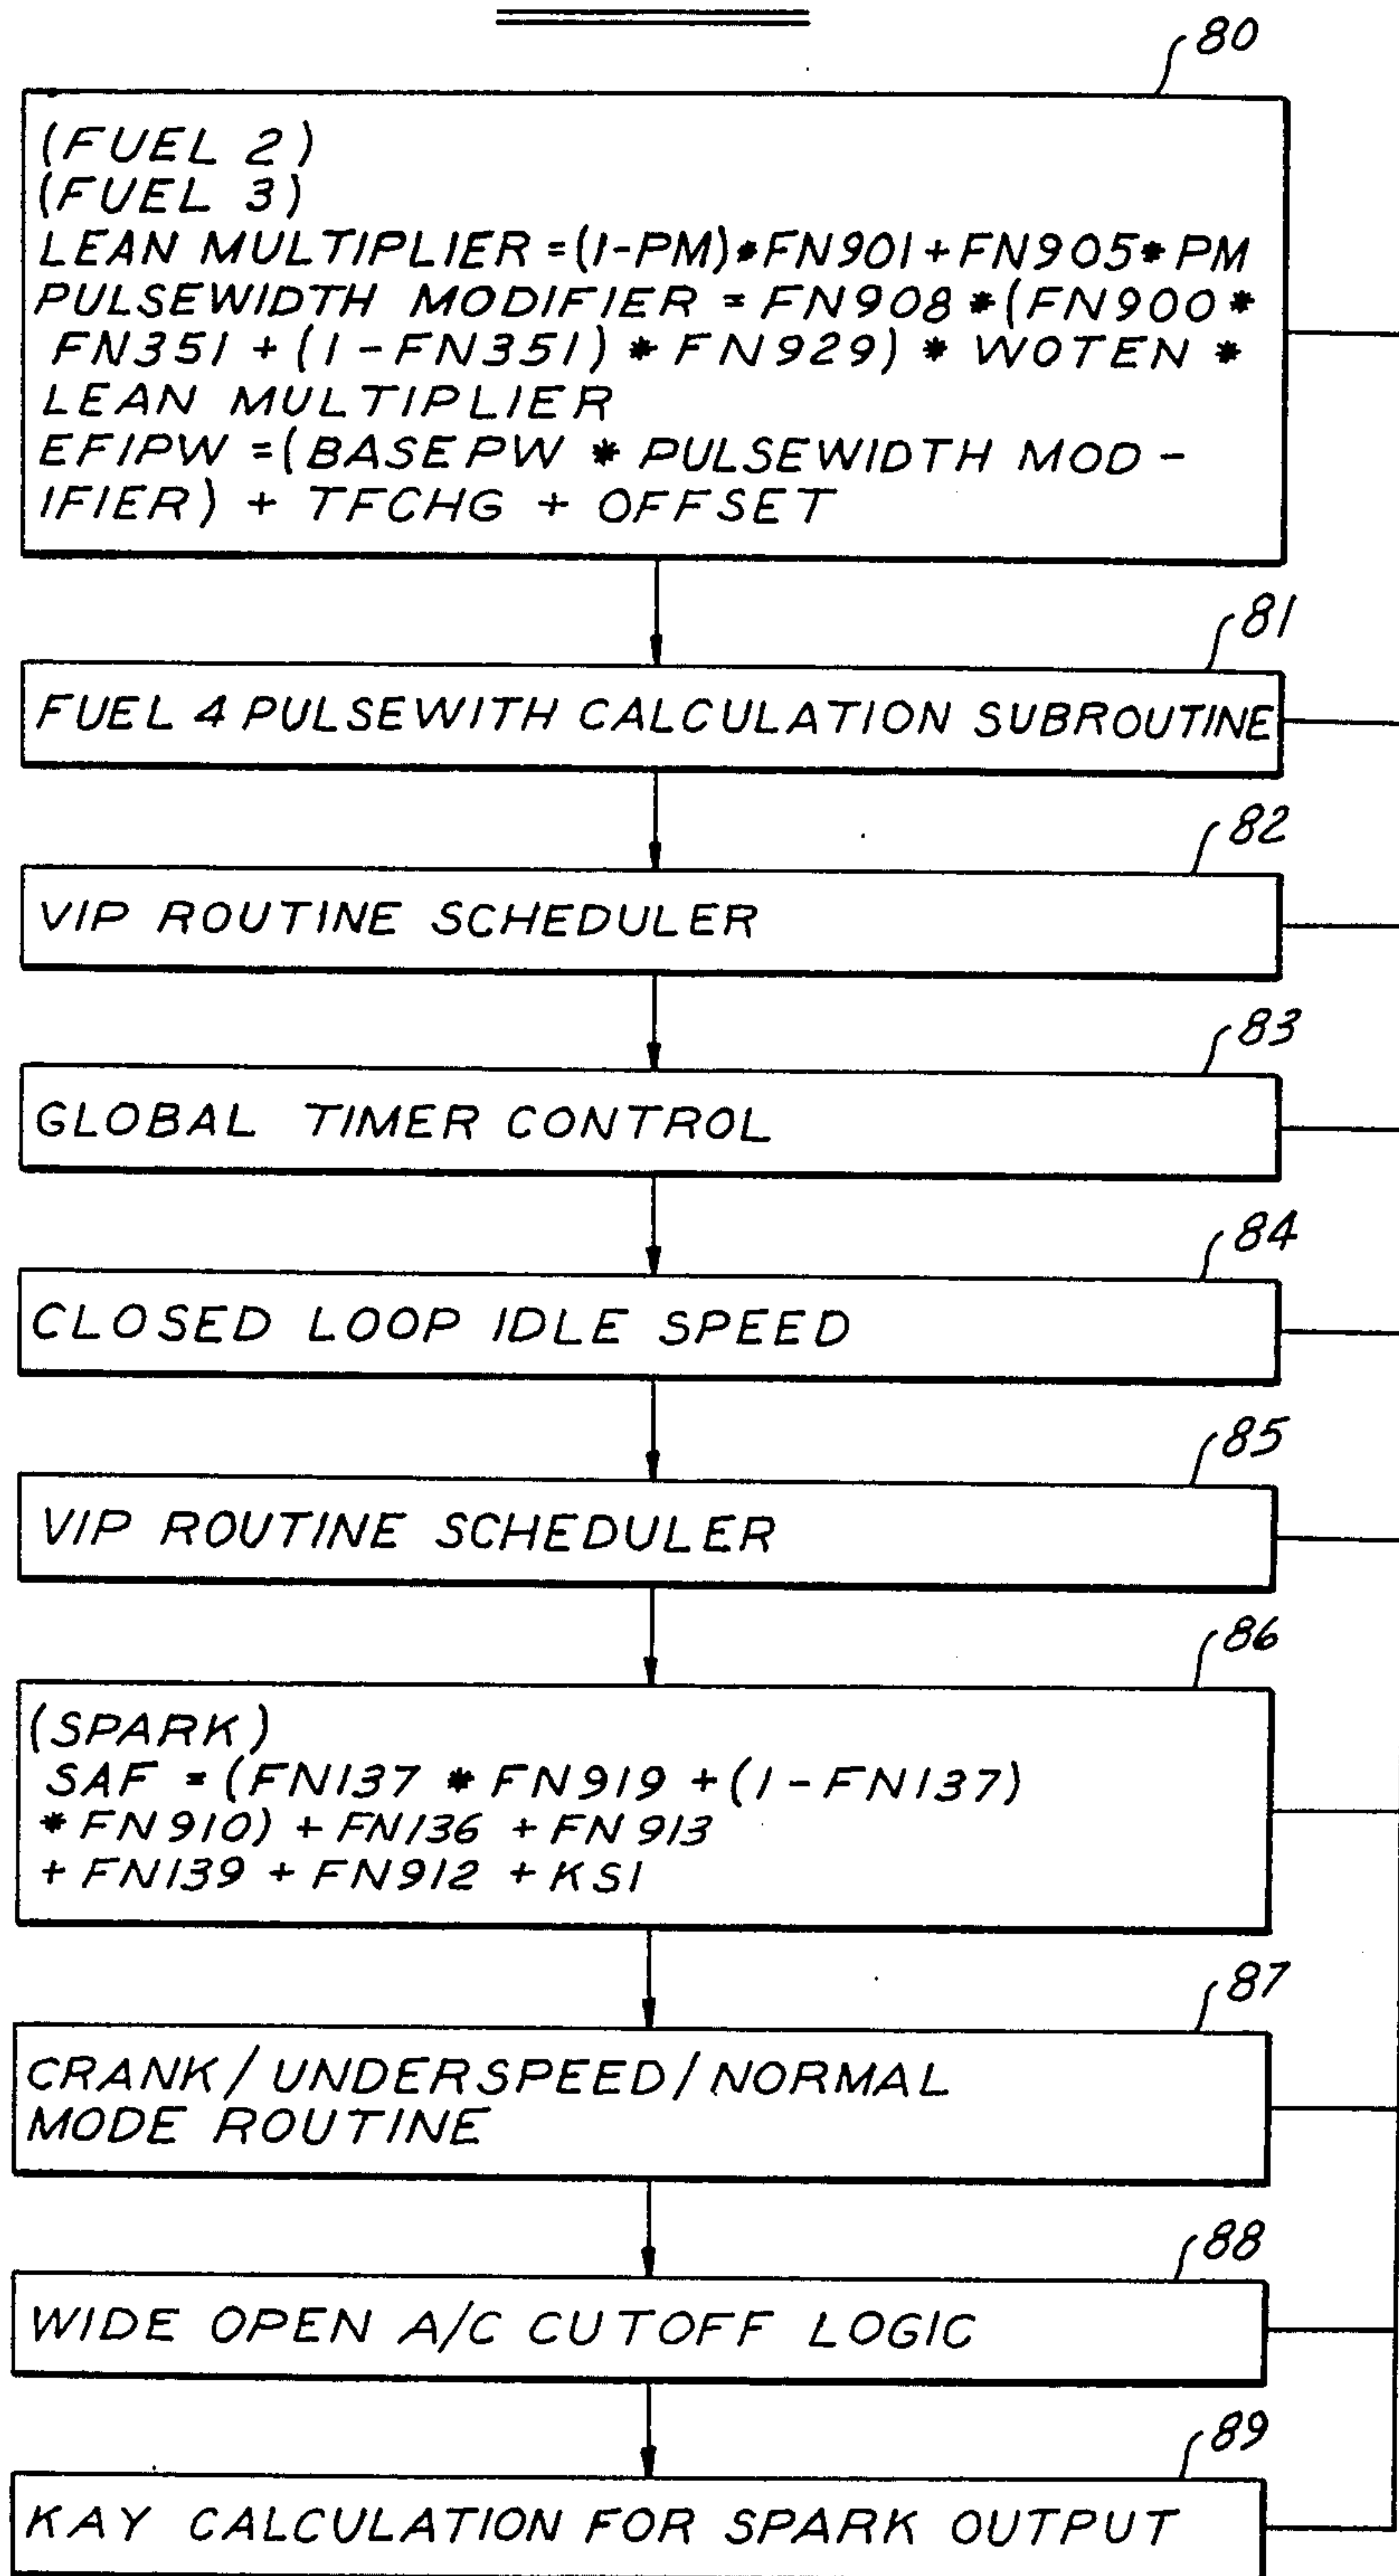 80
(FUEL 2)
(FUEL 3)
LEAN MULTIPLIER =(1-PM)*FN901+FN905*PM
PULSEWIDTH MODIFIER = FN908 *(FN900 *
FN351 + (1-FN351) * FN929) * WOTEN *
LEAN MULTIPLIER
EFIPW =(BASEPW * PULSEWIDTH MOD-
IFIER) + TFCHG + OFFSET
81
FUEL 4 PULSEWITH CALCULATION SUBROUTINE
82
VIP ROUTINE SCHEDULER
83
GLOBAL TIMER CONTROL
84
CLOSED LOOP IDLE SPEED
85
VIP ROUTINE SCHEDULER
86
(SPARK)
SAF = (FN137 * FN919 +(1-FN137)
* FN910) + FN136 + FN913
+ FN139 + FN912 + KS1
87
CRANK/UNDERSPEED/NORMAL
MODE ROUTINE
88
WIDE OPEN A/C CUTOFF LOGIC
89
KAY CALCULATION FOR SPARK OUTPUT